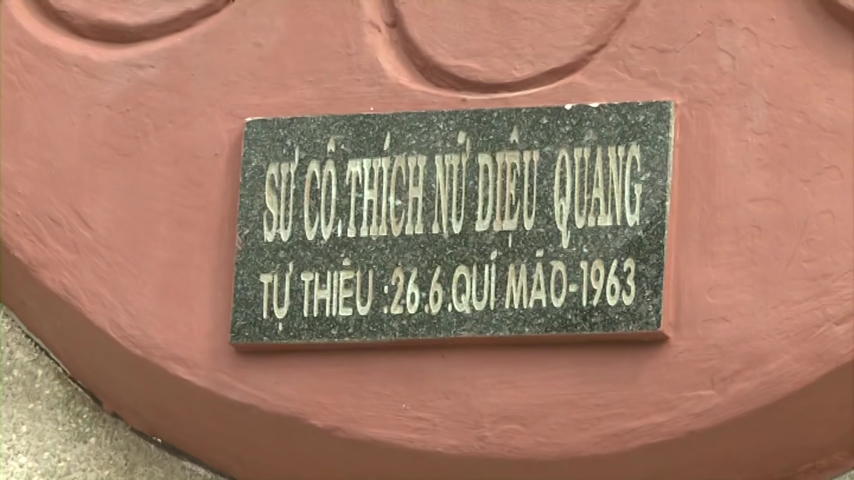 SƯ CÔ.THÍCH NỮ DIỆU QUANG
TỰ THIÊU :26.6.QUÍ MÃO-1963